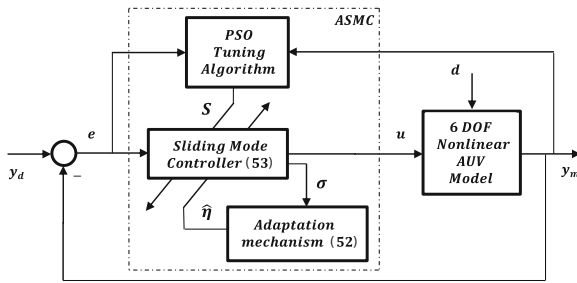 ASMC
PSO
Tuning
Algorithm
d
S
e
u
6 DOF
Nonlinear
AUV
Model
Sliding Mode
Controller (53)
y_d
−
y_m
σ
η̂
Adaptation
mechanism (52)